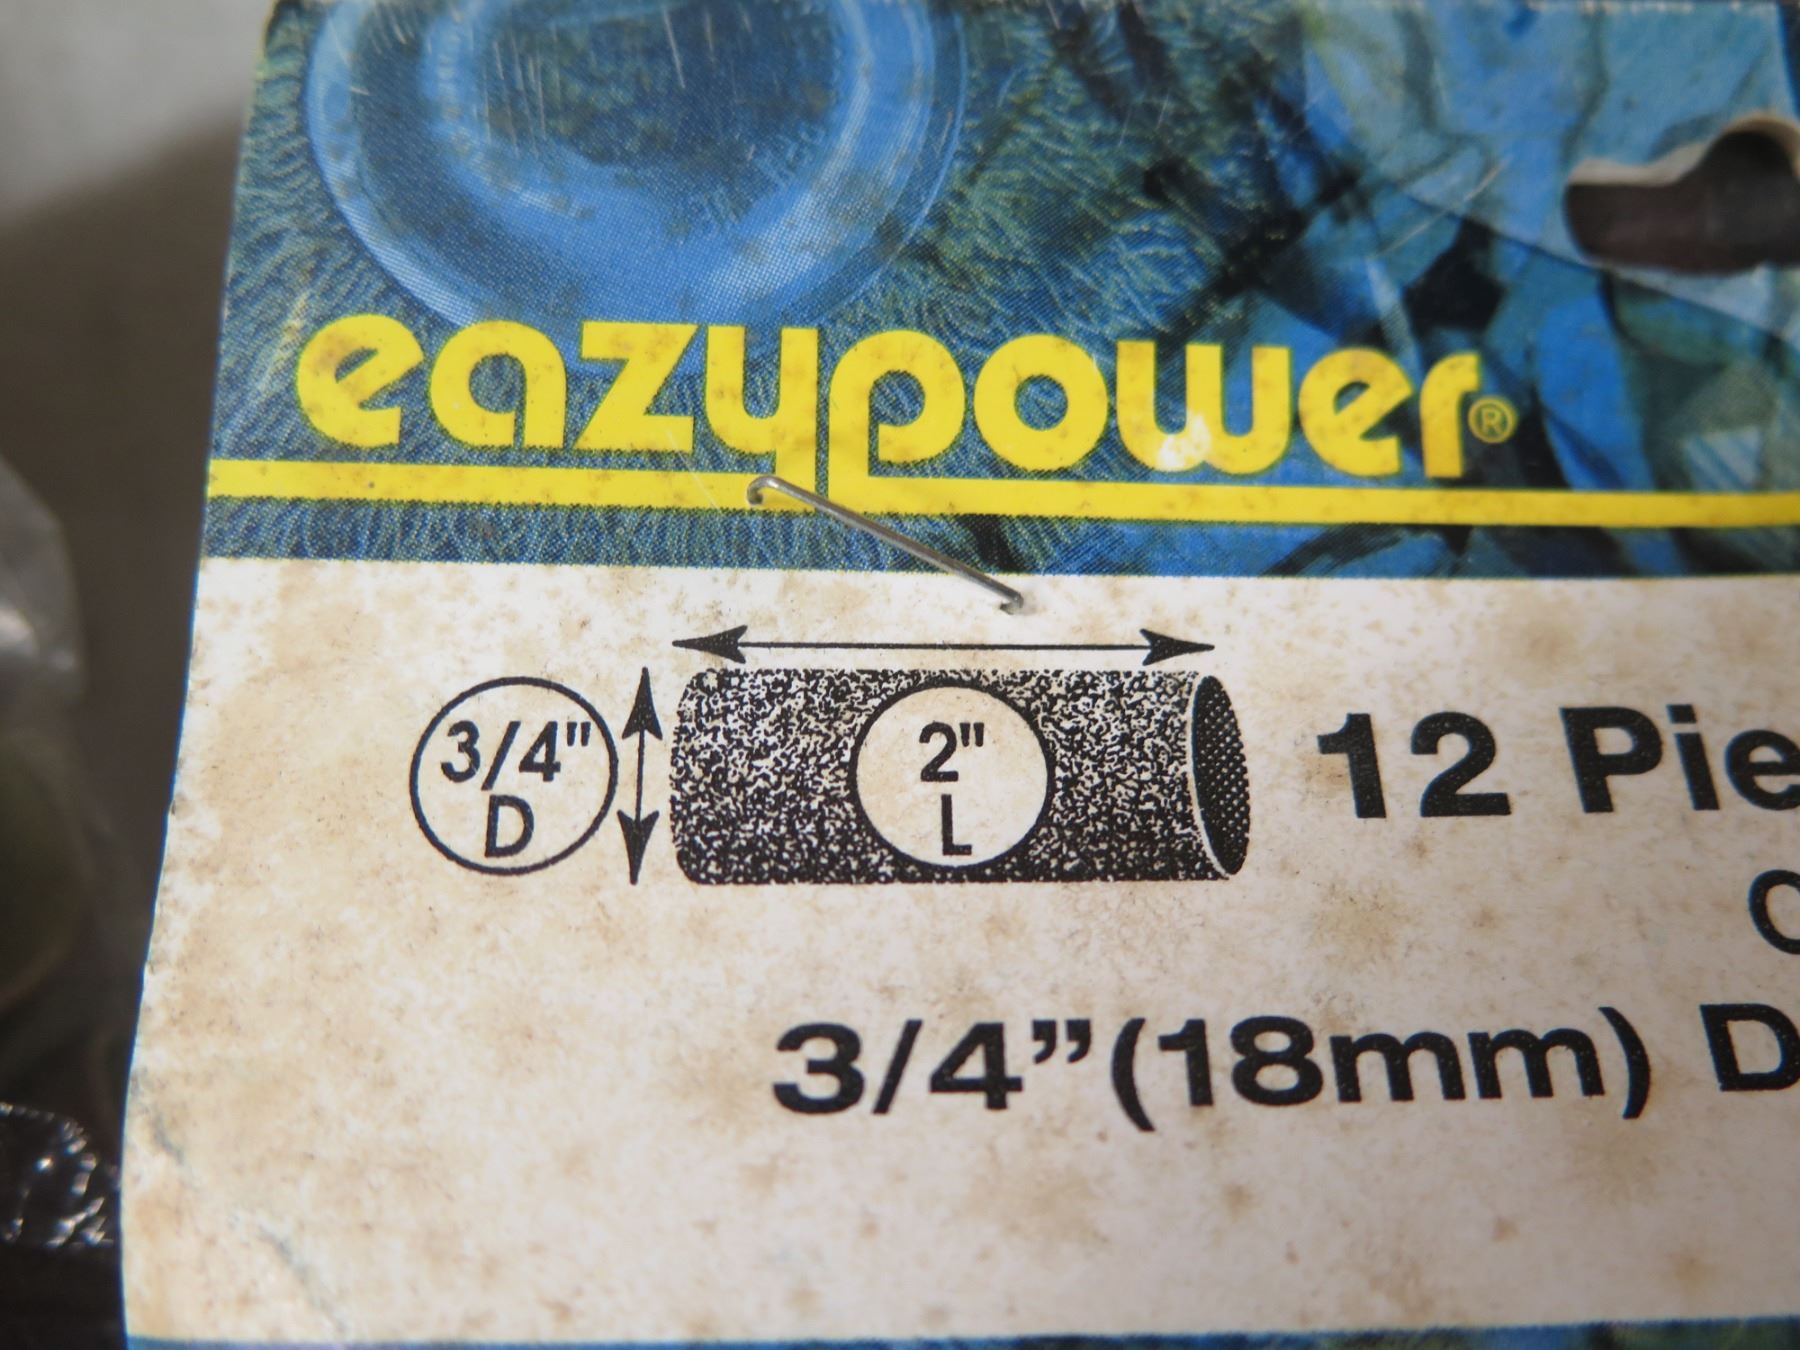 eazypower®
3/4"
D
2"
L
12 Pie
3/4”(18mm) D